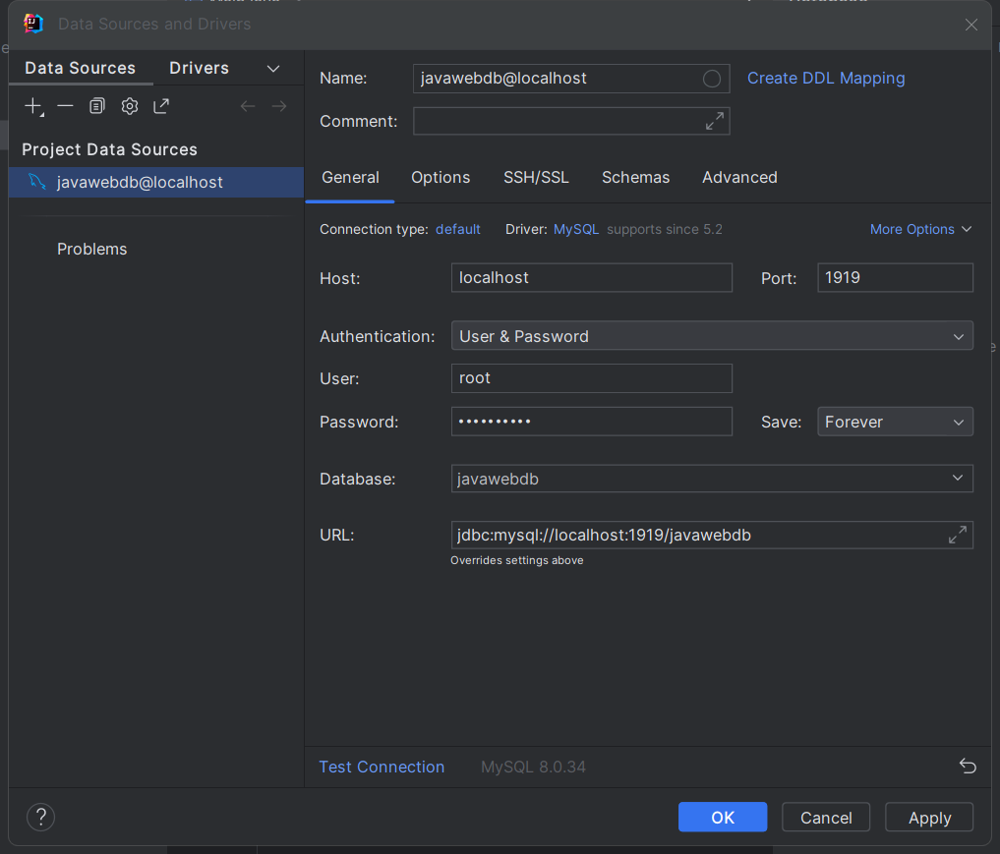 Data Sources and Drivers
Data Sources Drivers
Project Data Sources
javawebdb@localhost
Problems
Name: javawebdb@localhost Create DDL Mapping
Comment:
General Options SSH/SSL Schemas Advanced
Connection type: default Driver: MySQL supports since 5.2 More Options
Host: localhost Port: 1919
Authentication: User & Password
User: root
Password: •••••••••• Save: Forever
Database: javawebdb
URL: jdbc:mysql://localhost:1919/javawebdb
Overrides settings above
Test Connection MySQL 8.0.34
? OK Cancel Apply